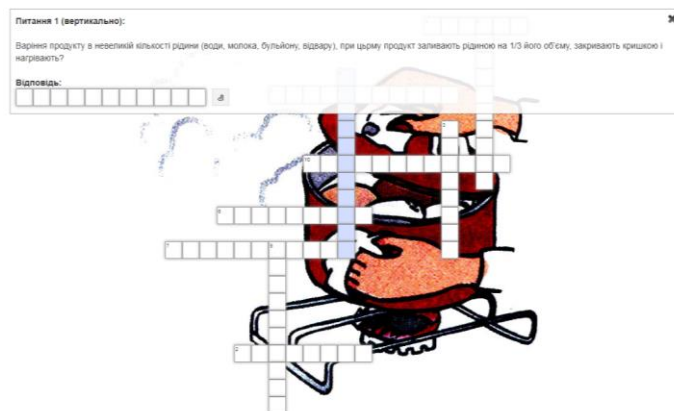 Питання 1 (вертикально):
Варіння продукту в невеликій кількості рідини (води, молока, бульйону, відвару), при цьрму продукт заливають рідиною на 1/3 його об'єму, закривають кришкою і
нагрівають?
Відповідь: